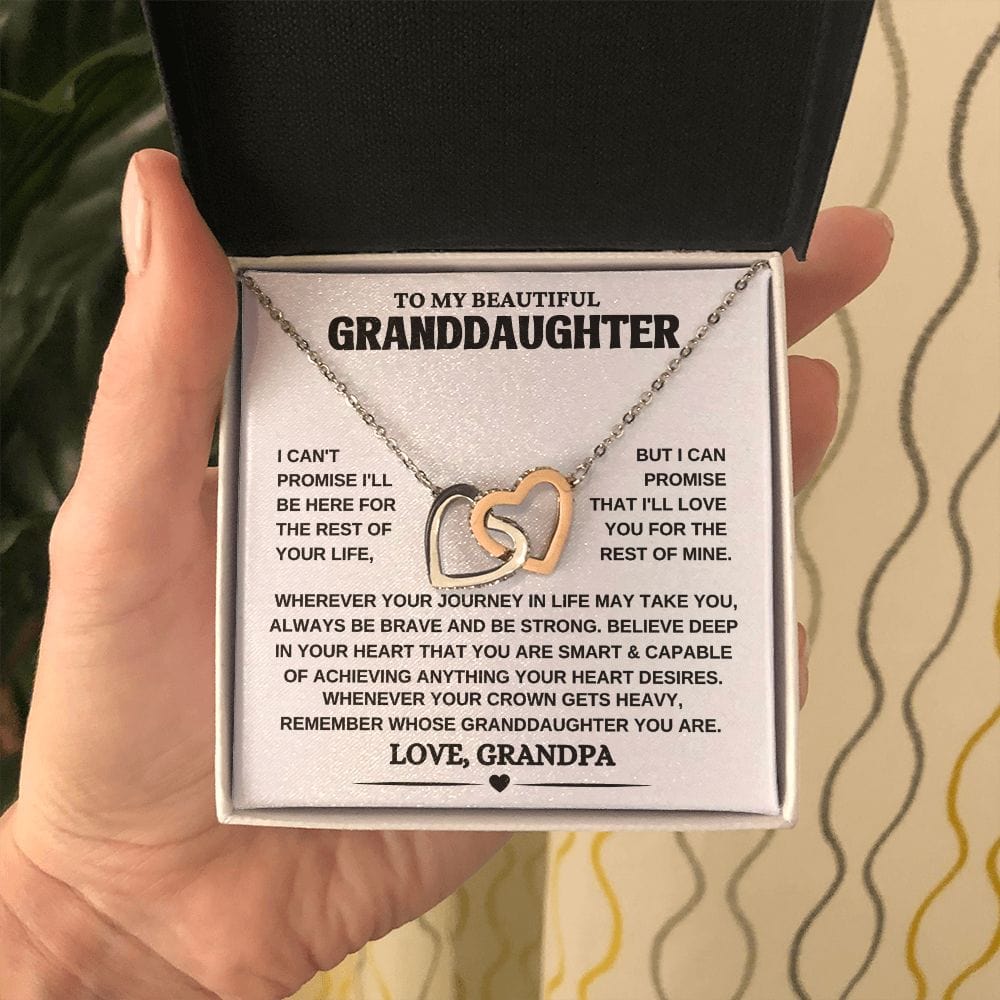 TO MY BEAUTIFUL
GRANDDAUGHTER
I CAN'T
PROMISE I'LL
BE HERE FOR
THE REST OF
YOUR LIFE,
BUT I CAN
PROMISE
THAT I'LL LOVE
YOU FOR THE
REST OF MINE.
WHEREVER YOUR JOURNEY IN LIFE MAY TAKE YOU,
ALWAYS BE BRAVE AND BE STRONG. BELIEVE DEEP
IN YOUR HEART THAT YOU ARE SMART & CAPABLE
OF ACHIEVING ANYTHING YOUR HEART DESIRES.
WHENEVER YOUR CROWN GETS HEAVY,
REMEMBER WHOSE GRANDDAUGHTER YOU ARE.
LOVE, GRANDPA